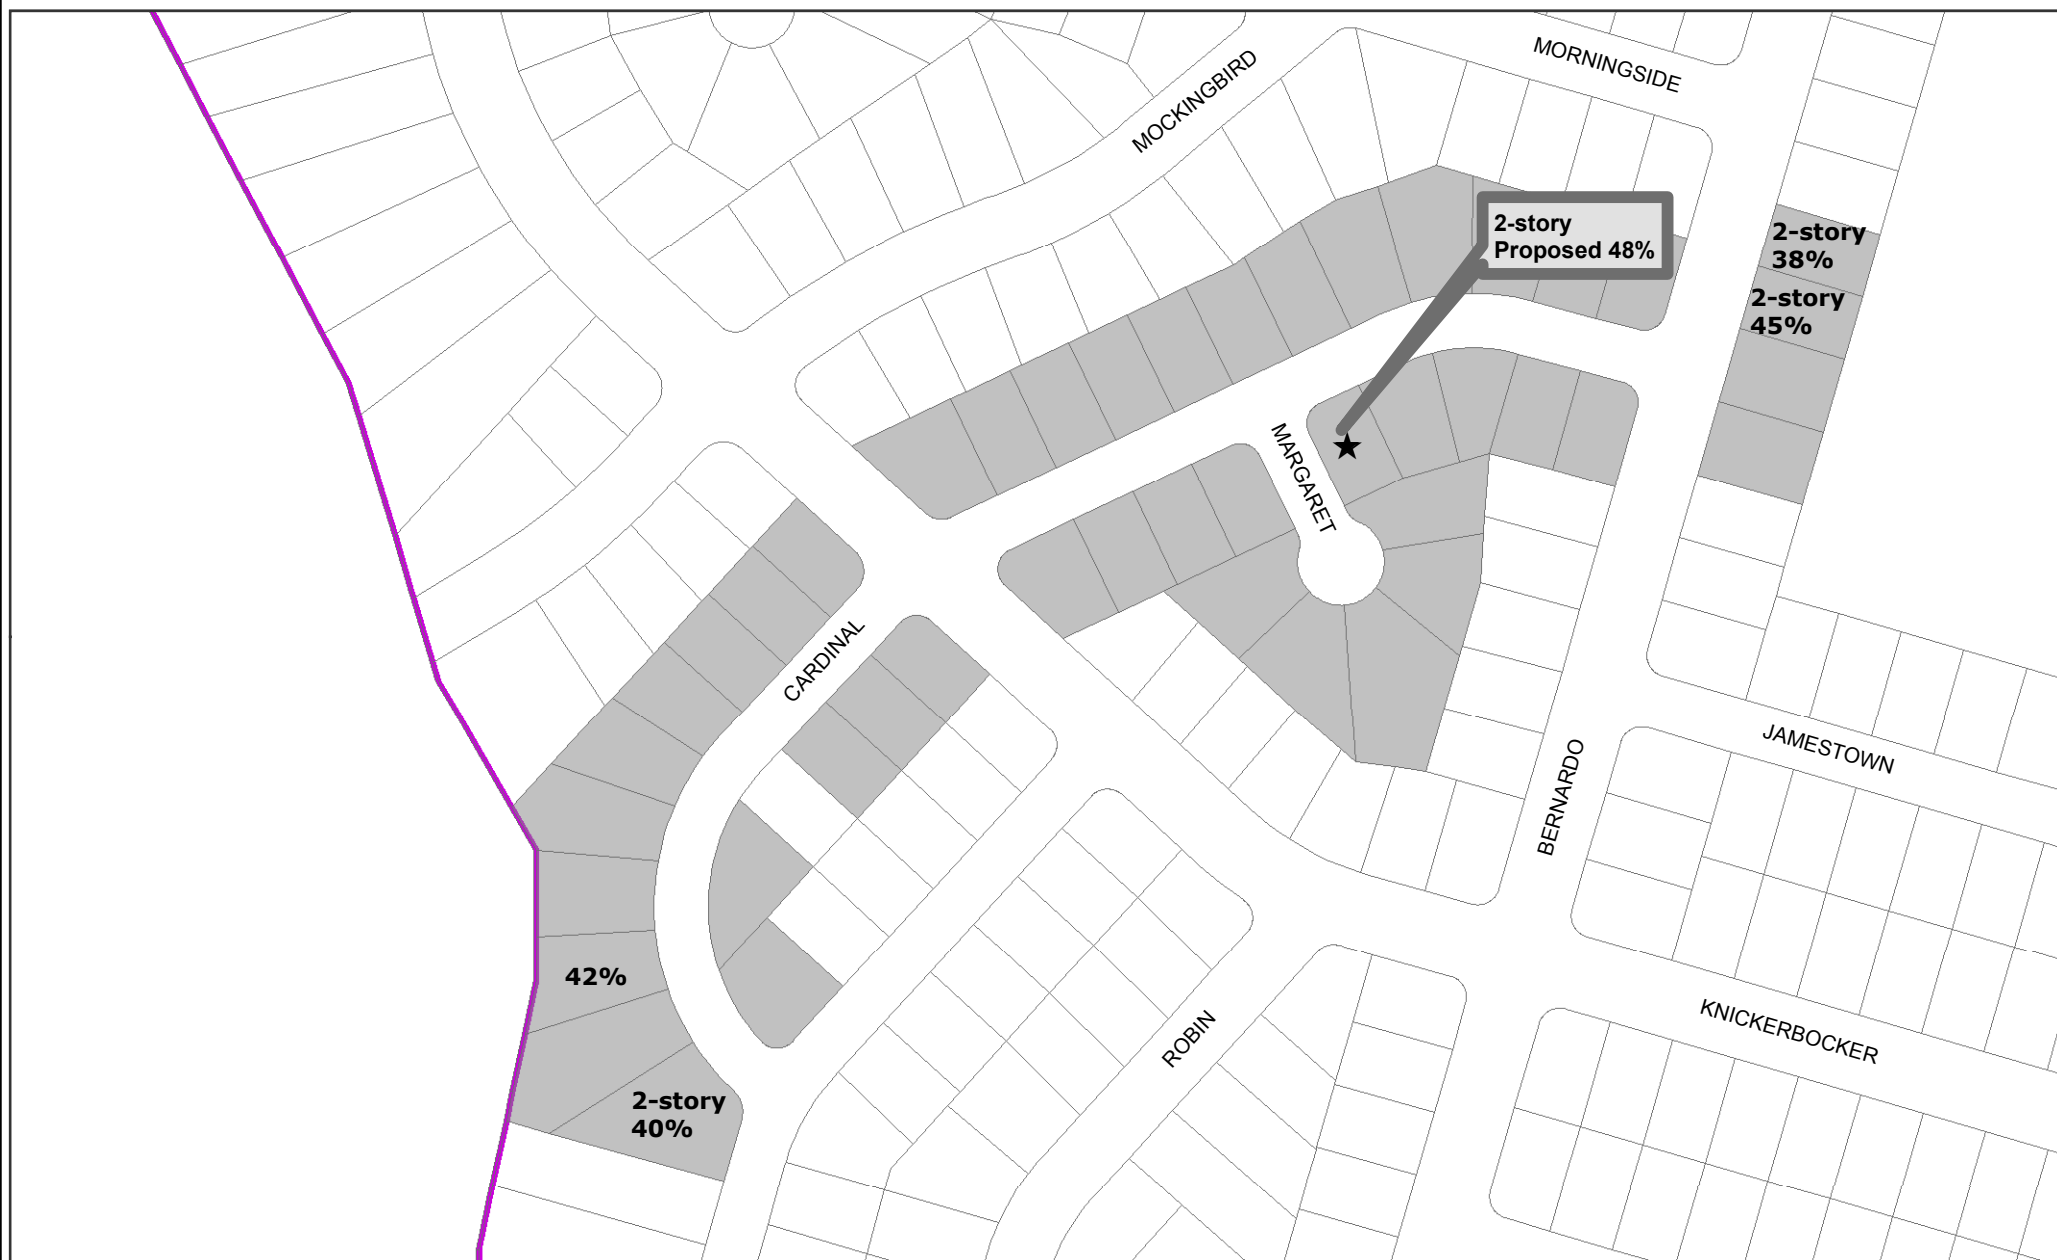 MORNINGSIDE
MOCKINGBIRD
2-story
Proposed 48%
2-story
38%
2-story
45%
MARGARET
CARDINAL
JAMESTOWN
BERNARDO
42%
KNICKERBOCKER
ROBIN
2-story
40%